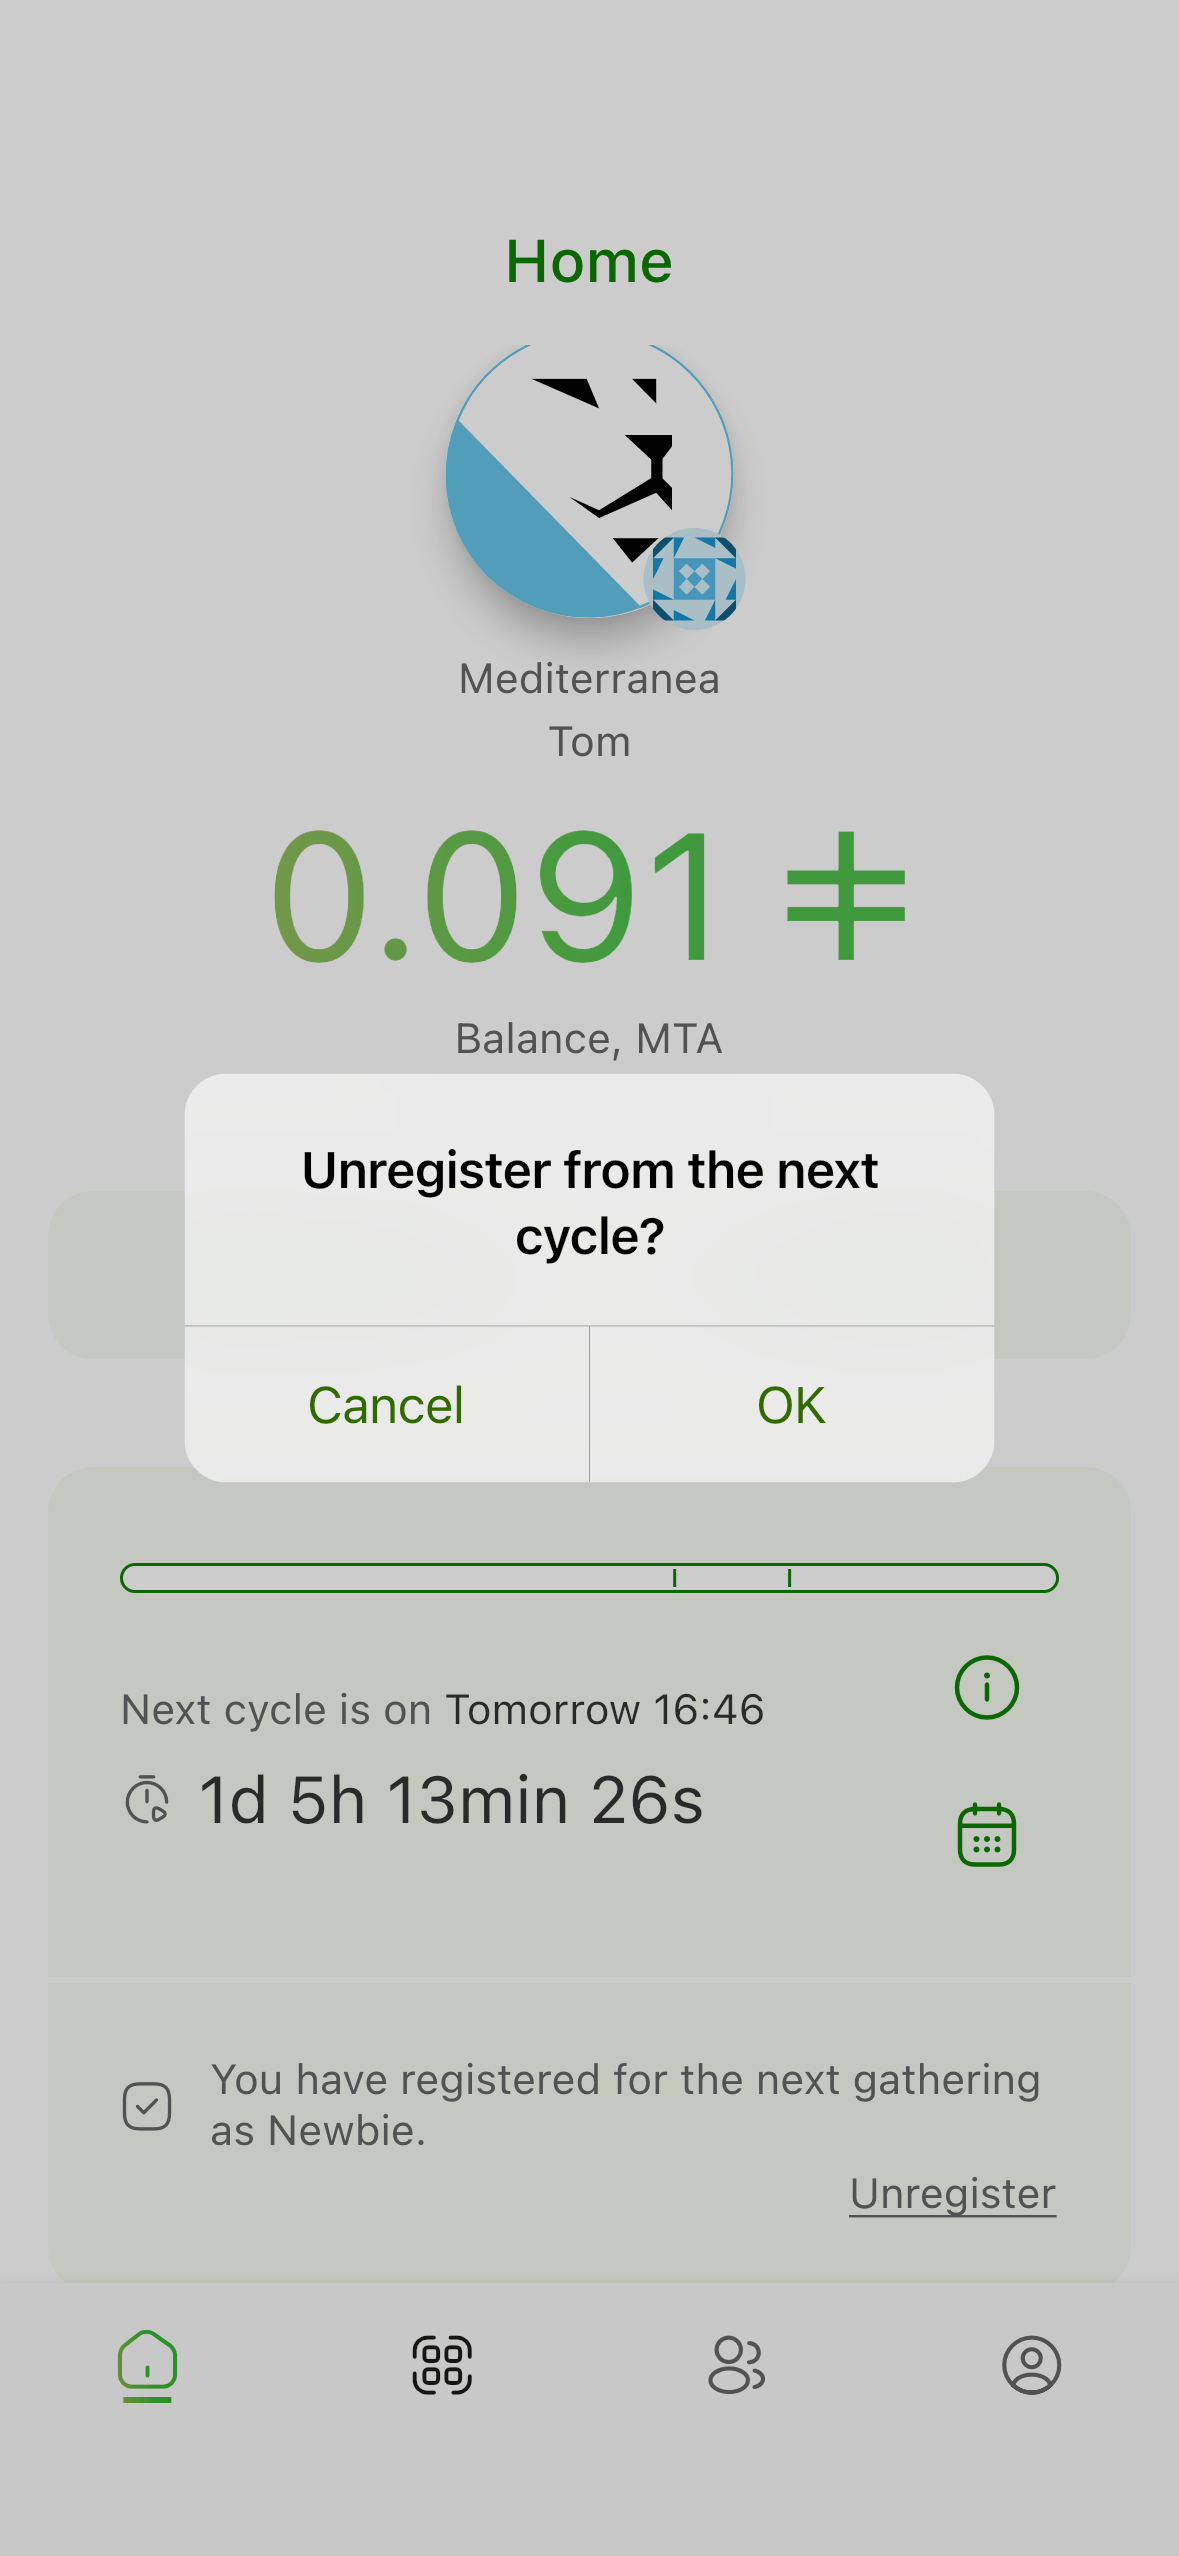 Home
Mediterranea
Tom
0.091
Balance, MTA
Unregister from the next
cycle?
Cancel
OK
Next cycle is on Tomorrow 16:46
1d 5h 13min 26s
You have registered for the next gathering
as Newbie.
Unregister